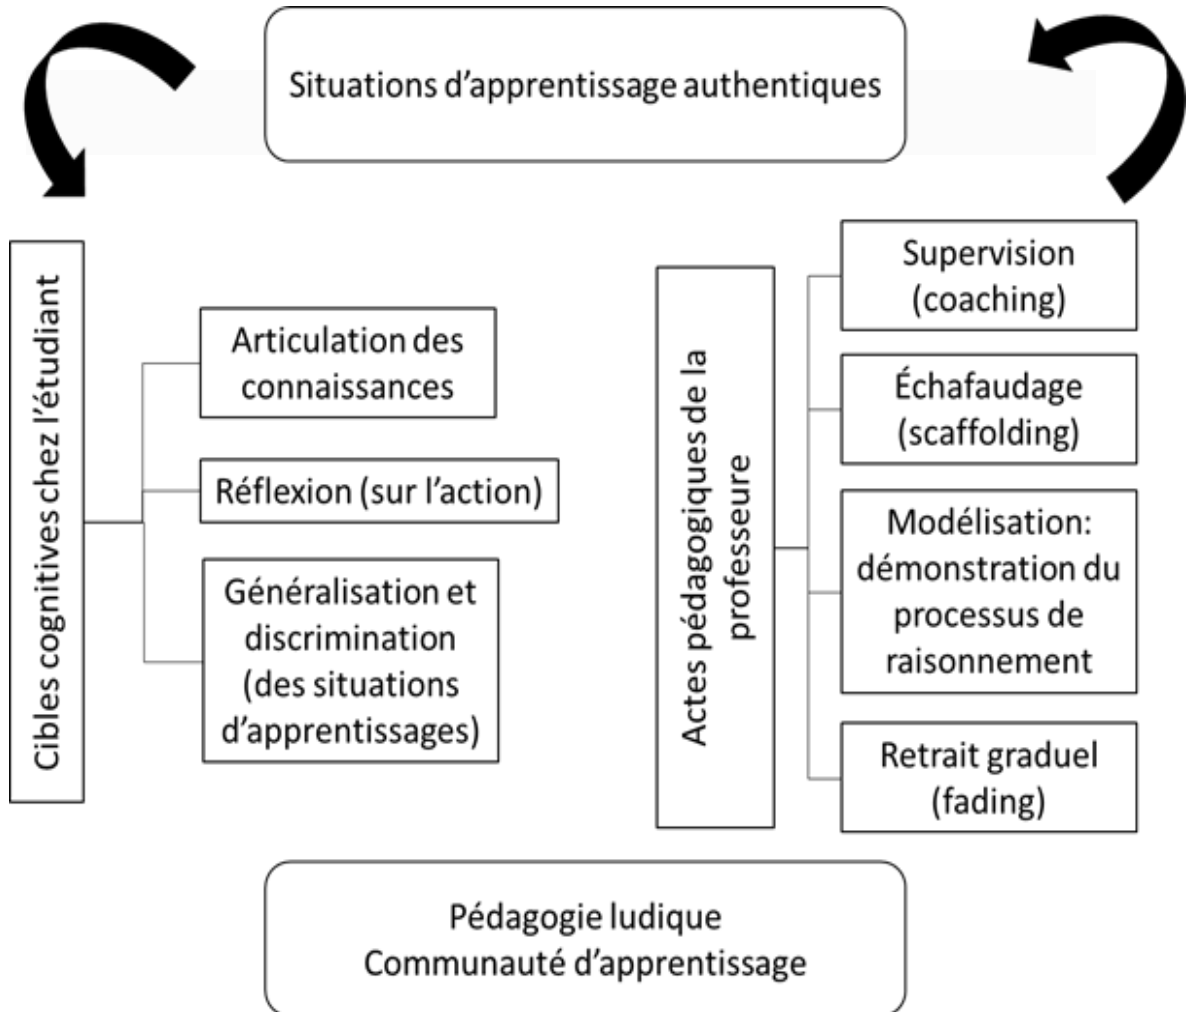 Situations d'apprentissage authentiques
Cibles cognitives chez l'étudiant
Articulation des
connaissances
Réflexion (sur l'action)
Généralisation et
discrimination
(des situations
d'apprentissages)
Actes pédagogiques de la
professeure
Supervision
(coaching)
Échafaudage
(scaffolding)
Modélisation:
démonstration du
processus de
raisonnement
Retrait graduel
(fading)
Pédagogie ludique
Communauté d'apprentissage